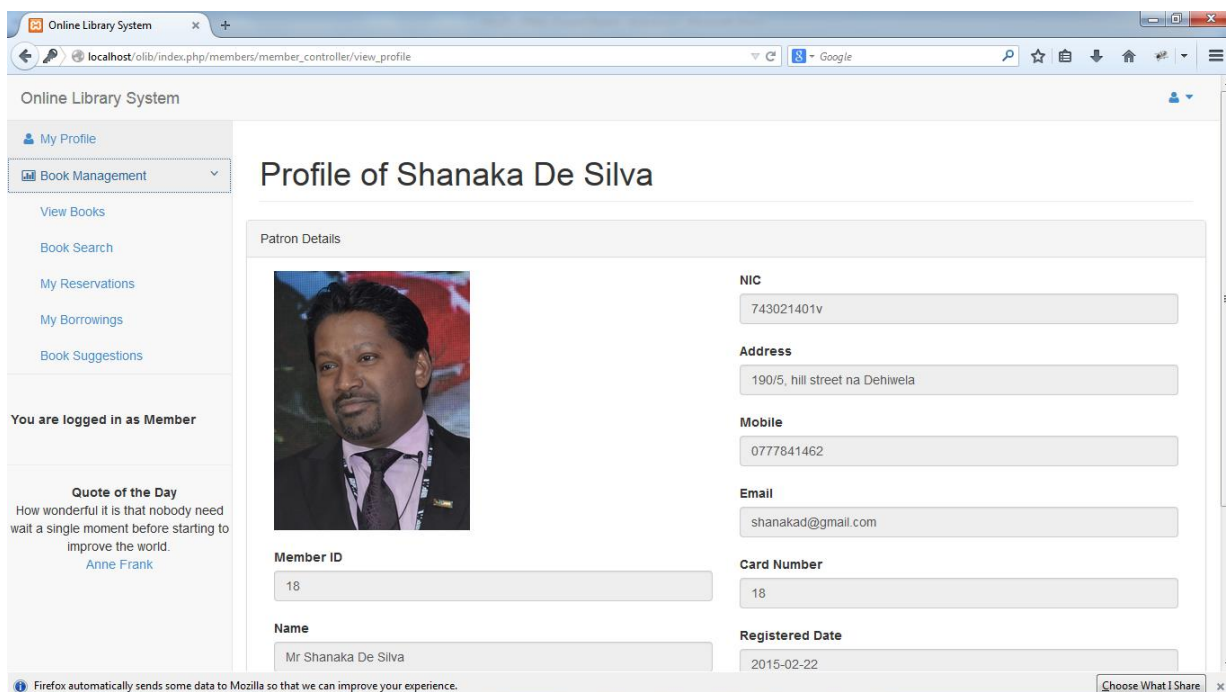 Online Library System
localhost/olib/index.php/members/member_controller/view_profile
Google
Online Library System
My Profile
Book Management
View Books
Book Search
My Reservations
My Borrowings
Book Suggestions
You are logged in as Member
Quote of the Day
How wonderful it is that nobody need
wait a single moment before starting to
improve the world.
Anne Frank
Profile of Shanaka De Silva
Patron Details
Member ID
18
Name
Mr Shanaka De Silva
NIC
743021401v
Address
190/5, hill street na Dehiwela
Mobile
0777841462
Email
shanakad@gmail.com
Card Number
18
Registered Date
2015-02-22
Firefox automatically sends some data to Mozilla so that we can improve your experience.
Choose What I Share